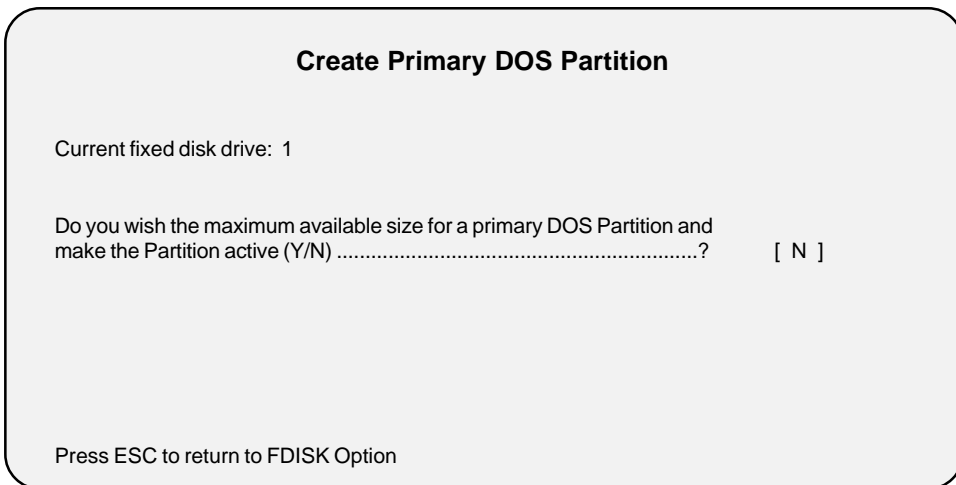 Create Primary DOS Partition
Current fixed disk drive: 1
Do you wish the maximum available size for a primary DOS Partition and
make the Partition active (Y/N) ...............................................................? [ N ]
Press ESC to return to FDISK Option